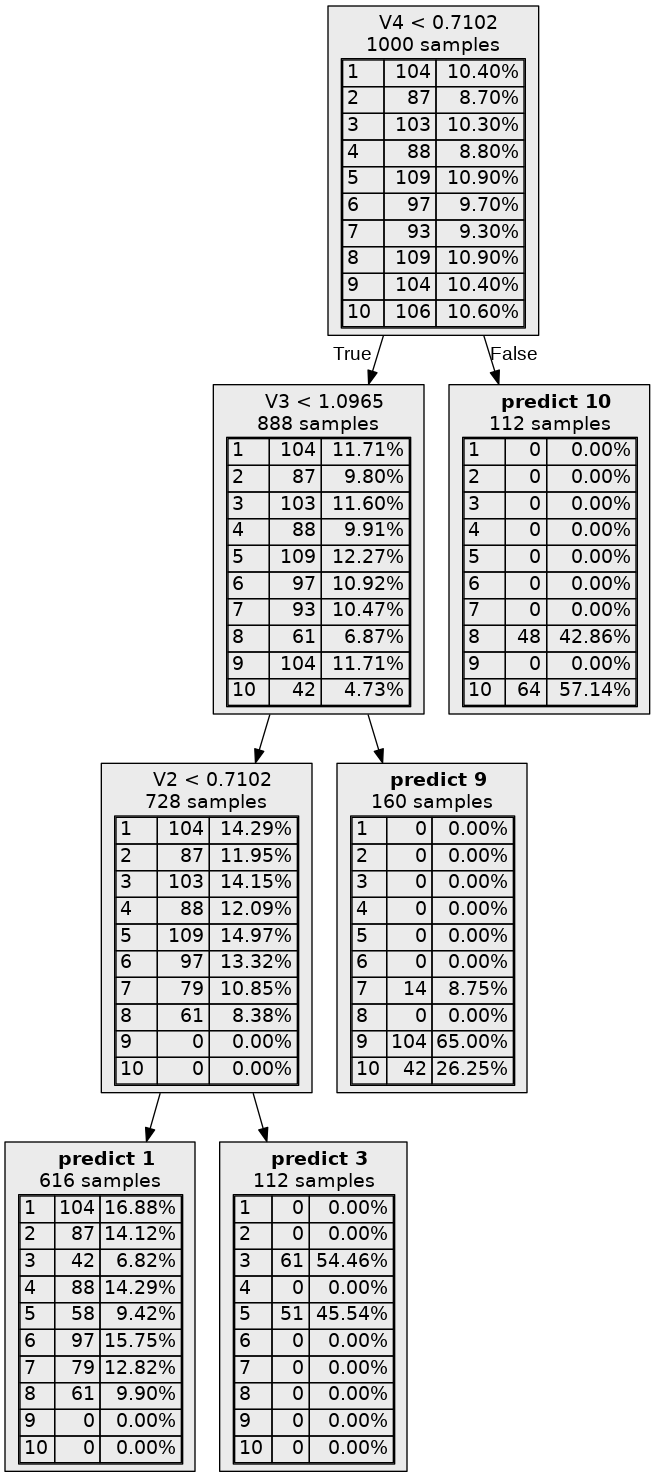 V4 < 0.7102
1000 samples
1 104 10.40%
2 87 8.70%
3 103 10.30%
4 88 8.80%
5 109 10.90%
6 97 9.70%
7 93 9.30%
8 109 10.90%
9 104 10.40%
10 106 10.60%
True
False
V3 < 1.0965
888 samples
1 104 11.71%
2 87 9.80%
3 103 11.60%
4 88 9.91%
5 109 12.27%
6 97 10.92%
7 93 10.47%
8 61 6.87%
9 104 11.71%
10 42 4.73%
predict 10
112 samples
1 0 0.00%
2 0 0.00%
3 0 0.00%
4 0 0.00%
5 0 0.00%
6 0 0.00%
7 0 0.00%
8 48 42.86%
9 0 0.00%
10 64 57.14%
V2 < 0.7102
728 samples
1 104 14.29%
2 87 11.95%
3 103 14.15%
4 88 12.09%
5 109 14.97%
6 97 13.32%
7 79 10.85%
8 61 8.38%
9 0 0.00%
10 0 0.00%
predict 9
160 samples
1 0 0.00%
2 0 0.00%
3 0 0.00%
4 0 0.00%
5 0 0.00%
6 0 0.00%
7 14 8.75%
8 0 0.00%
9 104 65.00%
10 42 26.25%
predict 1
616 samples
1 104 16.88%
2 87 14.12%
3 42 6.82%
4 88 14.29%
5 58 9.42%
6 97 15.75%
7 79 12.82%
8 61 9.90%
9 0 0.00%
10 0 0.00%
predict 3
112 samples
1 0 0.00%
2 0 0.00%
3 61 54.46%
4 0 0.00%
5 51 45.54%
6 0 0.00%
7 0 0.00%
8 0 0.00%
9 0 0.00%
10 0 0.00%